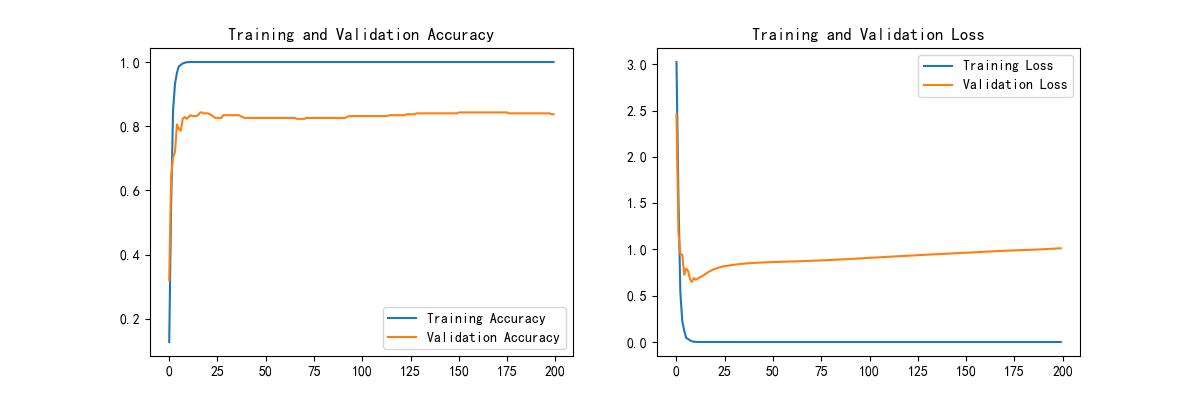 Training and Validation Accuracy
1.0
0.8
0.6
0.4
0.2
Training Accuracy
Validation Accuracy
0 25 50 75 100 125 150 175 200
Training and Validation Loss
3.0
2.5
2.0
1.5
1.0
0.5
0.0
Training Loss
Validation Loss
0 25 50 75 100 125 150 175 200